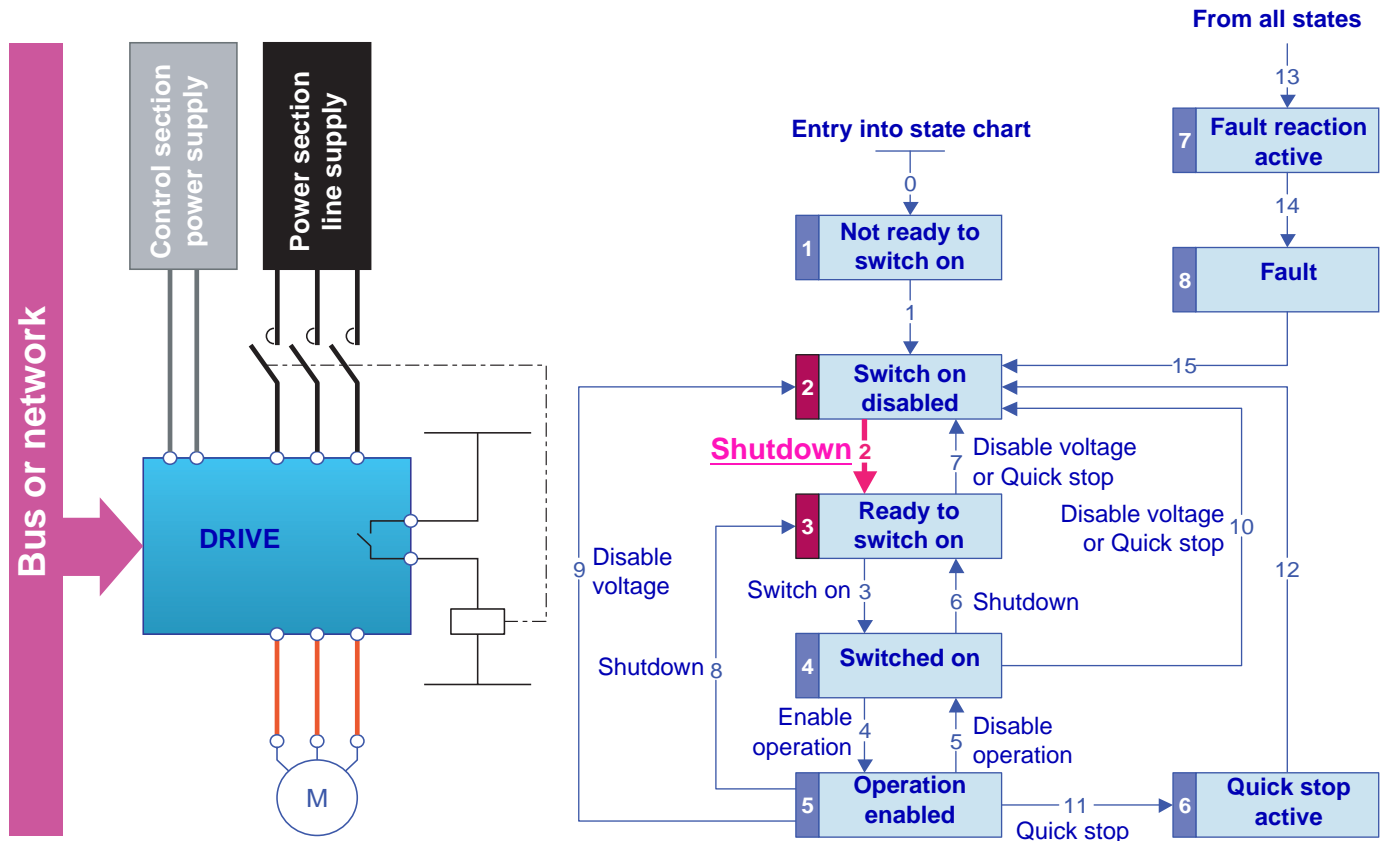 Bus or network
Control section
power supply
Power section
line supply
DRIVE
M
From all states
13
7
Fault reaction
active
14
8
Fault
15
Entry into state chart
0
1
Not ready to
switch on
1
2
Switch on
disabled
Shutdown 2
7
Disable voltage
or Quick stop
3
Ready to
switch on
Disable voltage
or Quick stop
10
9
Disable
voltage
12
Switch on 3
6 Shutdown
4
Switched on
Shutdown 8
Enable
operation
4
5
Disable
operation
5
Operation
enabled
11
Quick stop
6
Quick stop
active